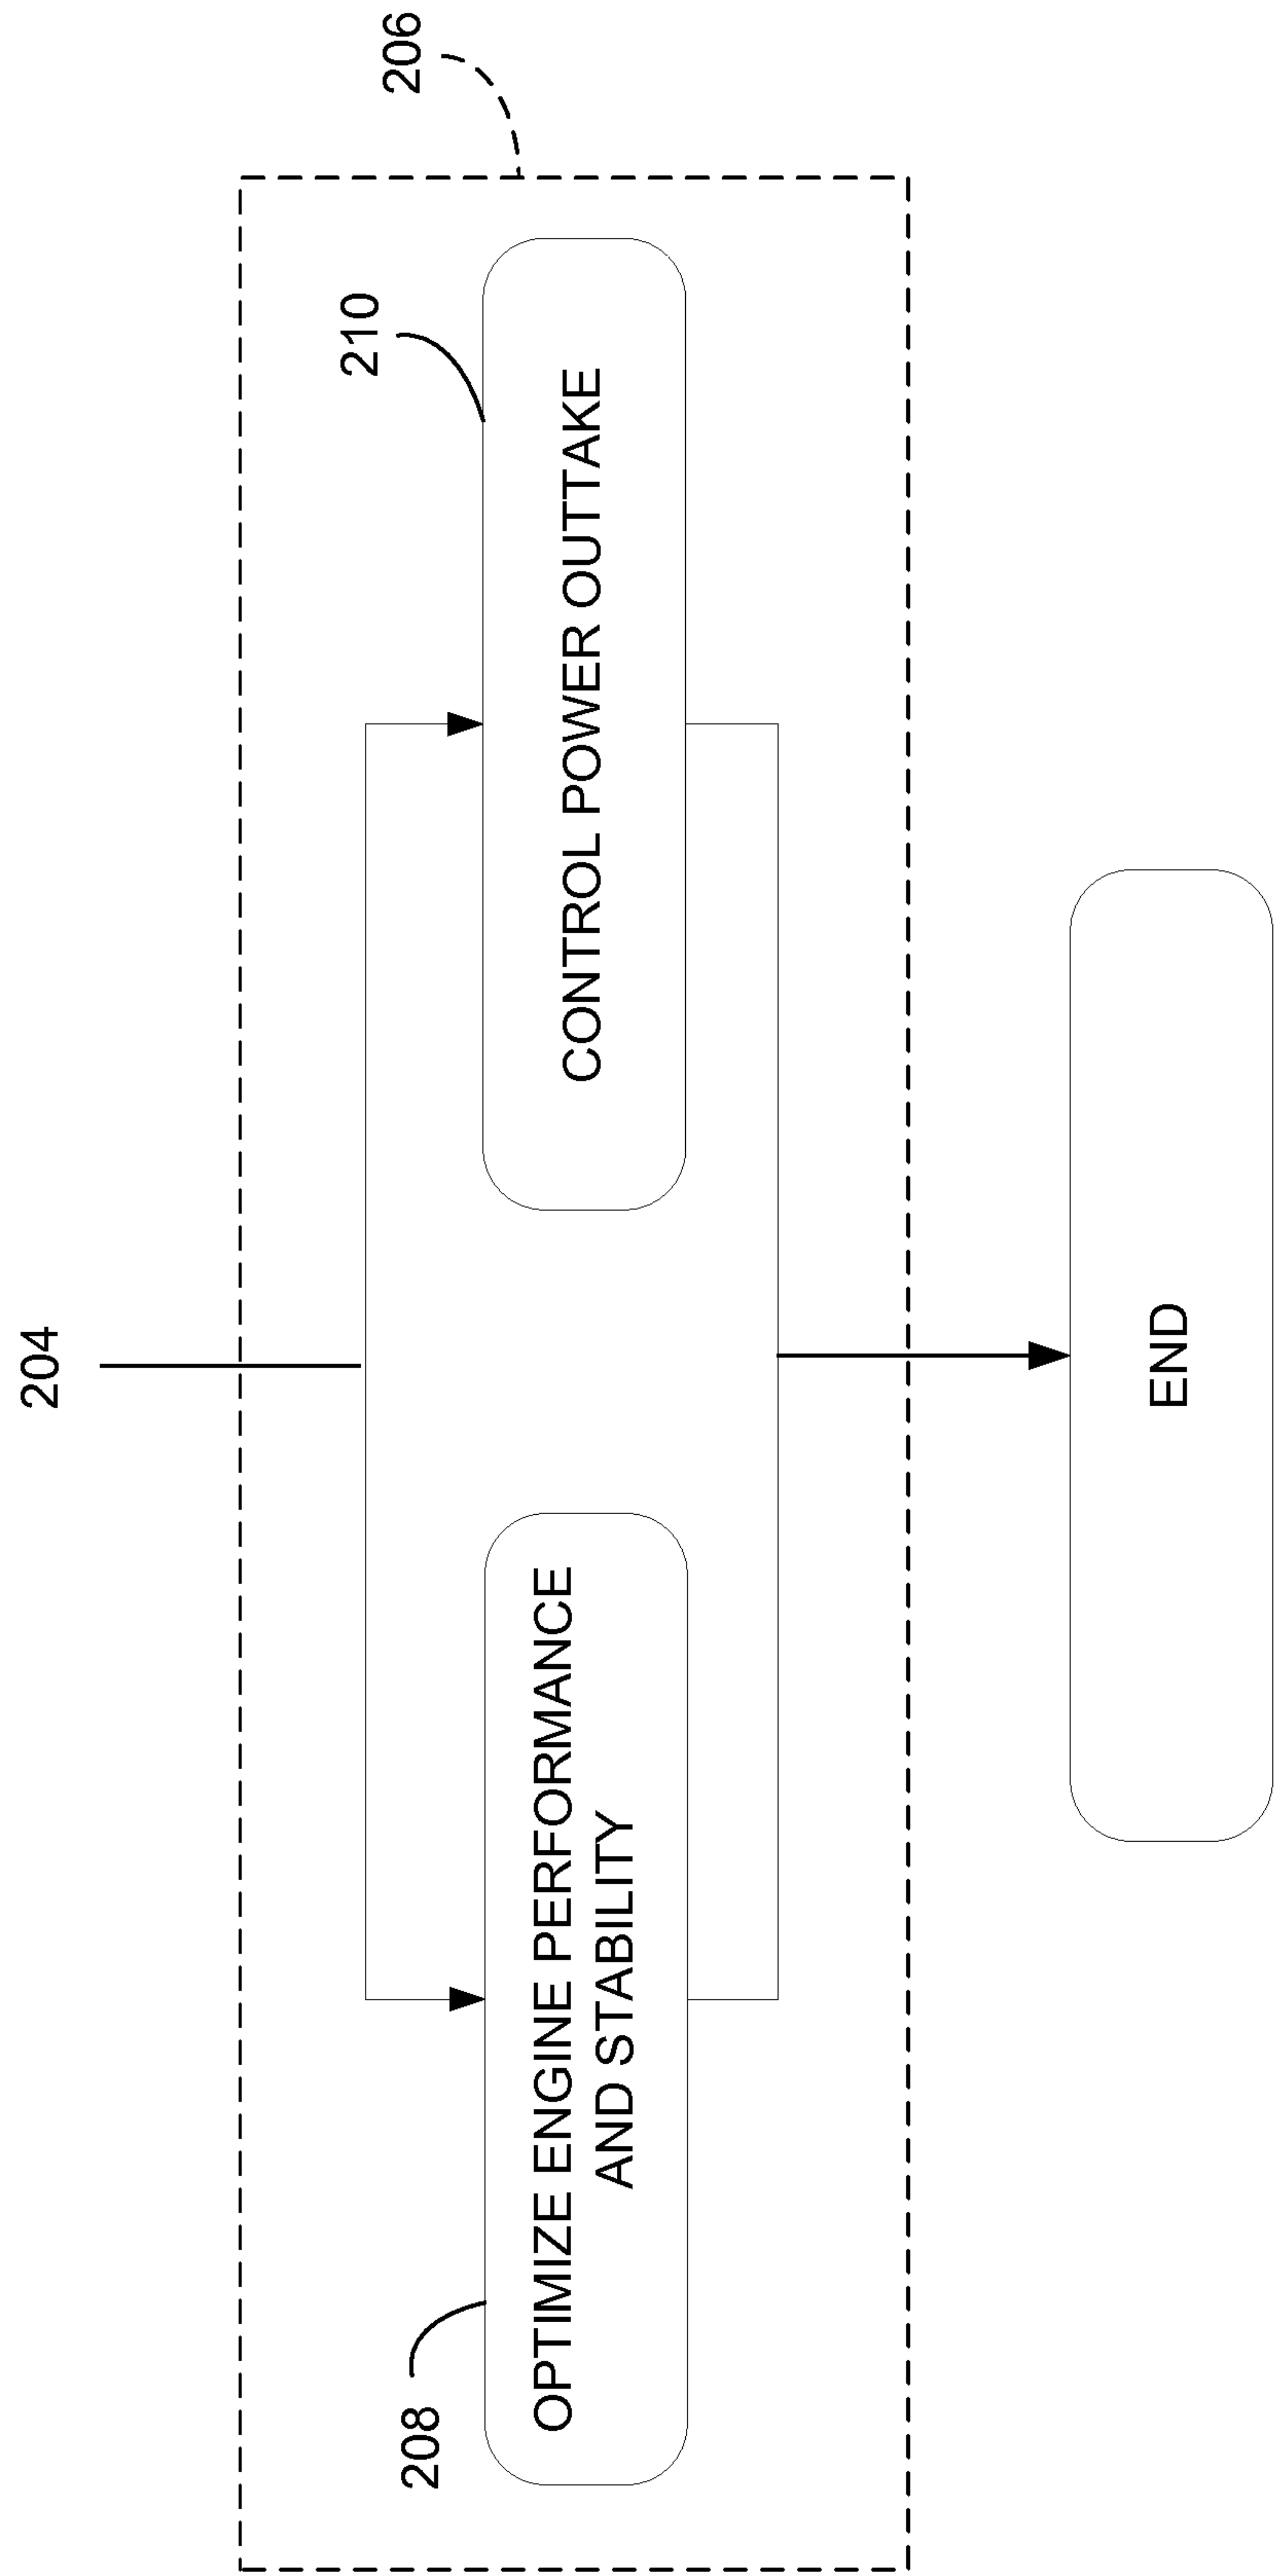 204
206
210
208
OPTIMIZE ENGINE PERFORMANCE
AND STABILITY
CONTROL POWER OUTTAKE
END